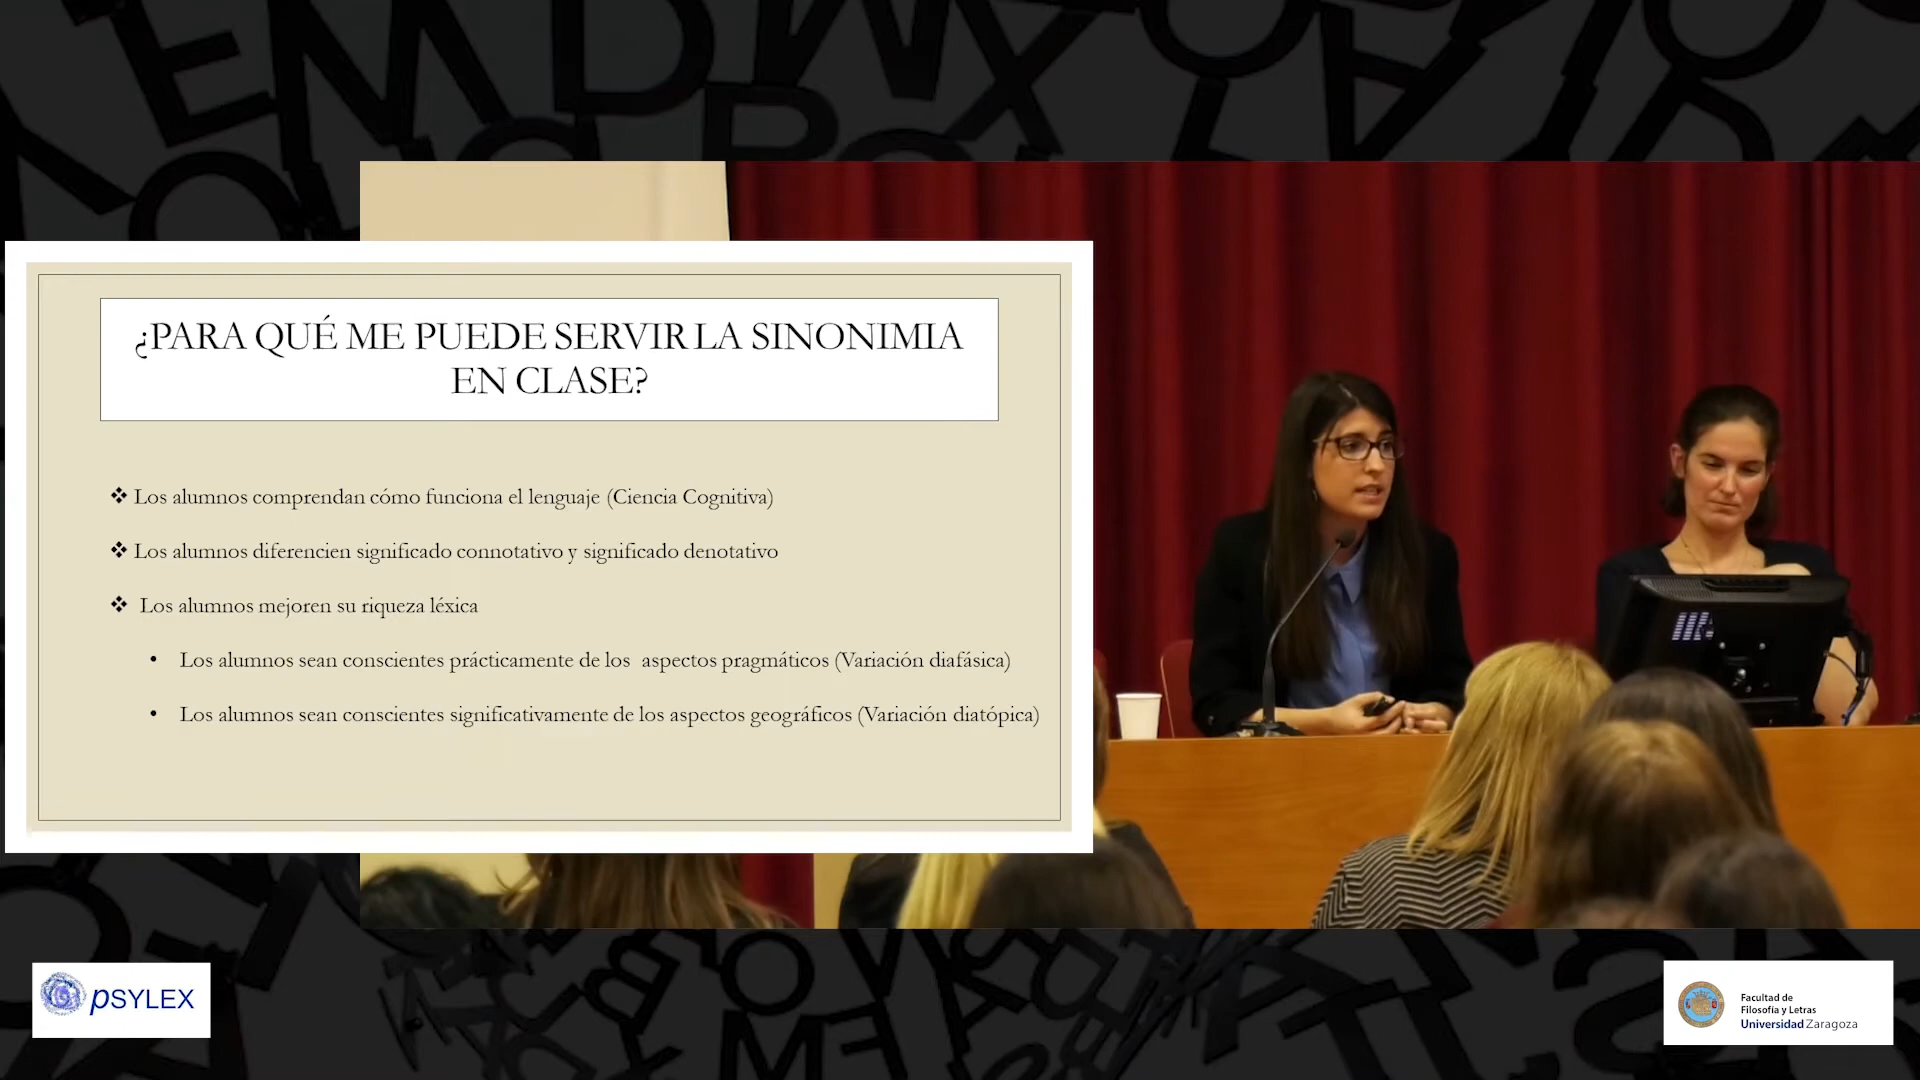 ¿PARA QUÉ ME PUEDE SERVIR LA SINONIMIA
EN CLASE?
❖ Los alumnos comprendan cómo funciona el lenguaje (Ciencia Cognitiva)
❖ Los alumnos diferencien significado connotativo y significado denotativo
❖ Los alumnos mejoren su riqueza léxica
• Los alumnos sean conscientes prácticamente de los aspectos pragmáticos (Variación diafásica)
• Los alumnos sean conscientes significativamente de los aspectos geográficos (Variación diatópica)
PSYLEX
Facultad de
Filosofía y Letras
Universidad Zaragoza